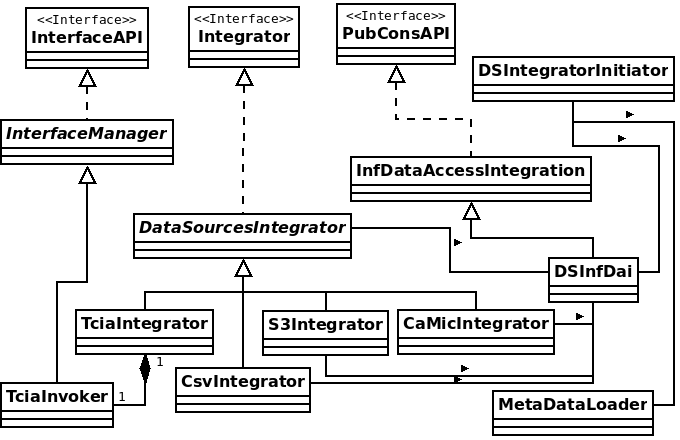 <<Interface>>
InterfaceAPI
<<Interface>>
Integrator
<<Interface>>
PubConsAPI
DSIntegratorInitiator
InterfaceManager
InfDataAccessIntegration
DataSourcesIntegrator
DSInfDai
TciaIntegrator
S3Integrator
CaMicIntegrator
1
CsvIntegrator
TciaInvoker
1
MetaDataLoader